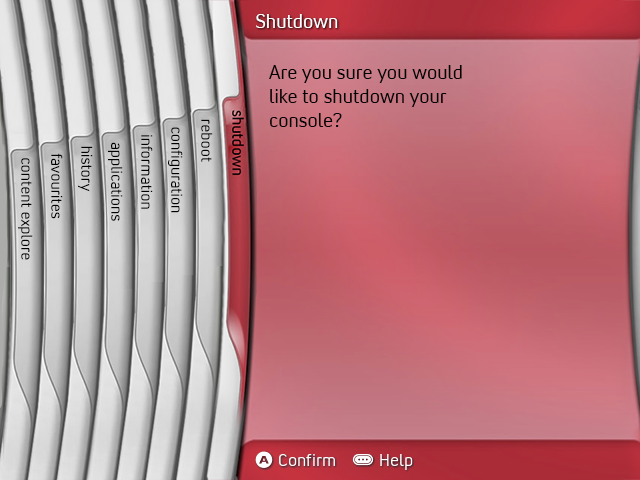 Shutdown
Are you sure you would
like to shutdown your
console?
content explore
favourites
history
applications
information
configuration
reboot
shutdown
A Confirm
Help